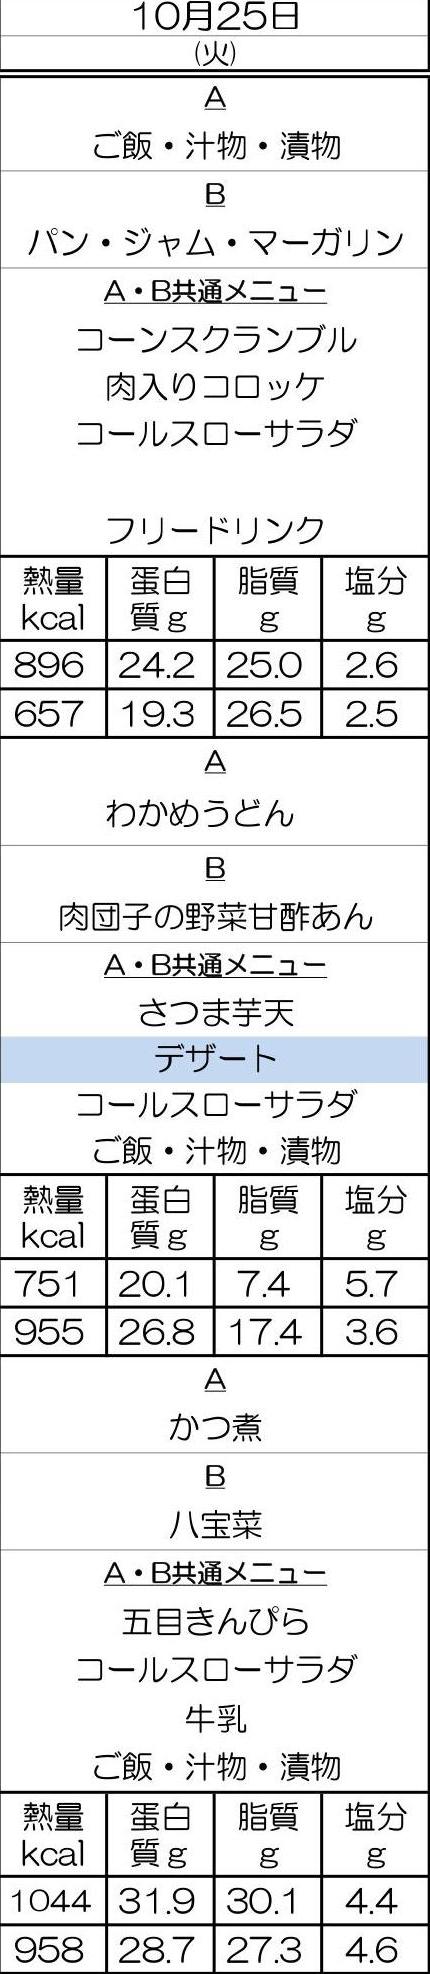 10月25日
(火)
A
ご飯・汁物・漬物
B
パン・ジャム・マーガリン
A・B共通メニュー
コーンスクランブル
肉入りコロッケ
コールスローサラダ
フリードリンク
熱量 蛋白 脂質 塩分
kcal 質g g g
896 24.2 25.0 2.6
657 19.3 26.5 2.5
A
わかめうどん
B
肉団子の野菜甘酢あん
A・B共通メニュー
さつま芋天
デザート
コールスローサラダ
ご飯・汁物・漬物
熱量 蛋白 脂質 塩分
kcal 質g g g
751 20.1 7.4 5.7
955 26.8 17.4 3.6
A
かつ煮
B
八宝菜
A・B共通メニュー
五目きんぴら
コールスローサラダ
牛乳
ご飯・汁物・漬物
熱量 蛋白 脂質 塩分
kcal 質g g g
1044 31.9 30.1 4.4
958 28.7 27.3 4.6